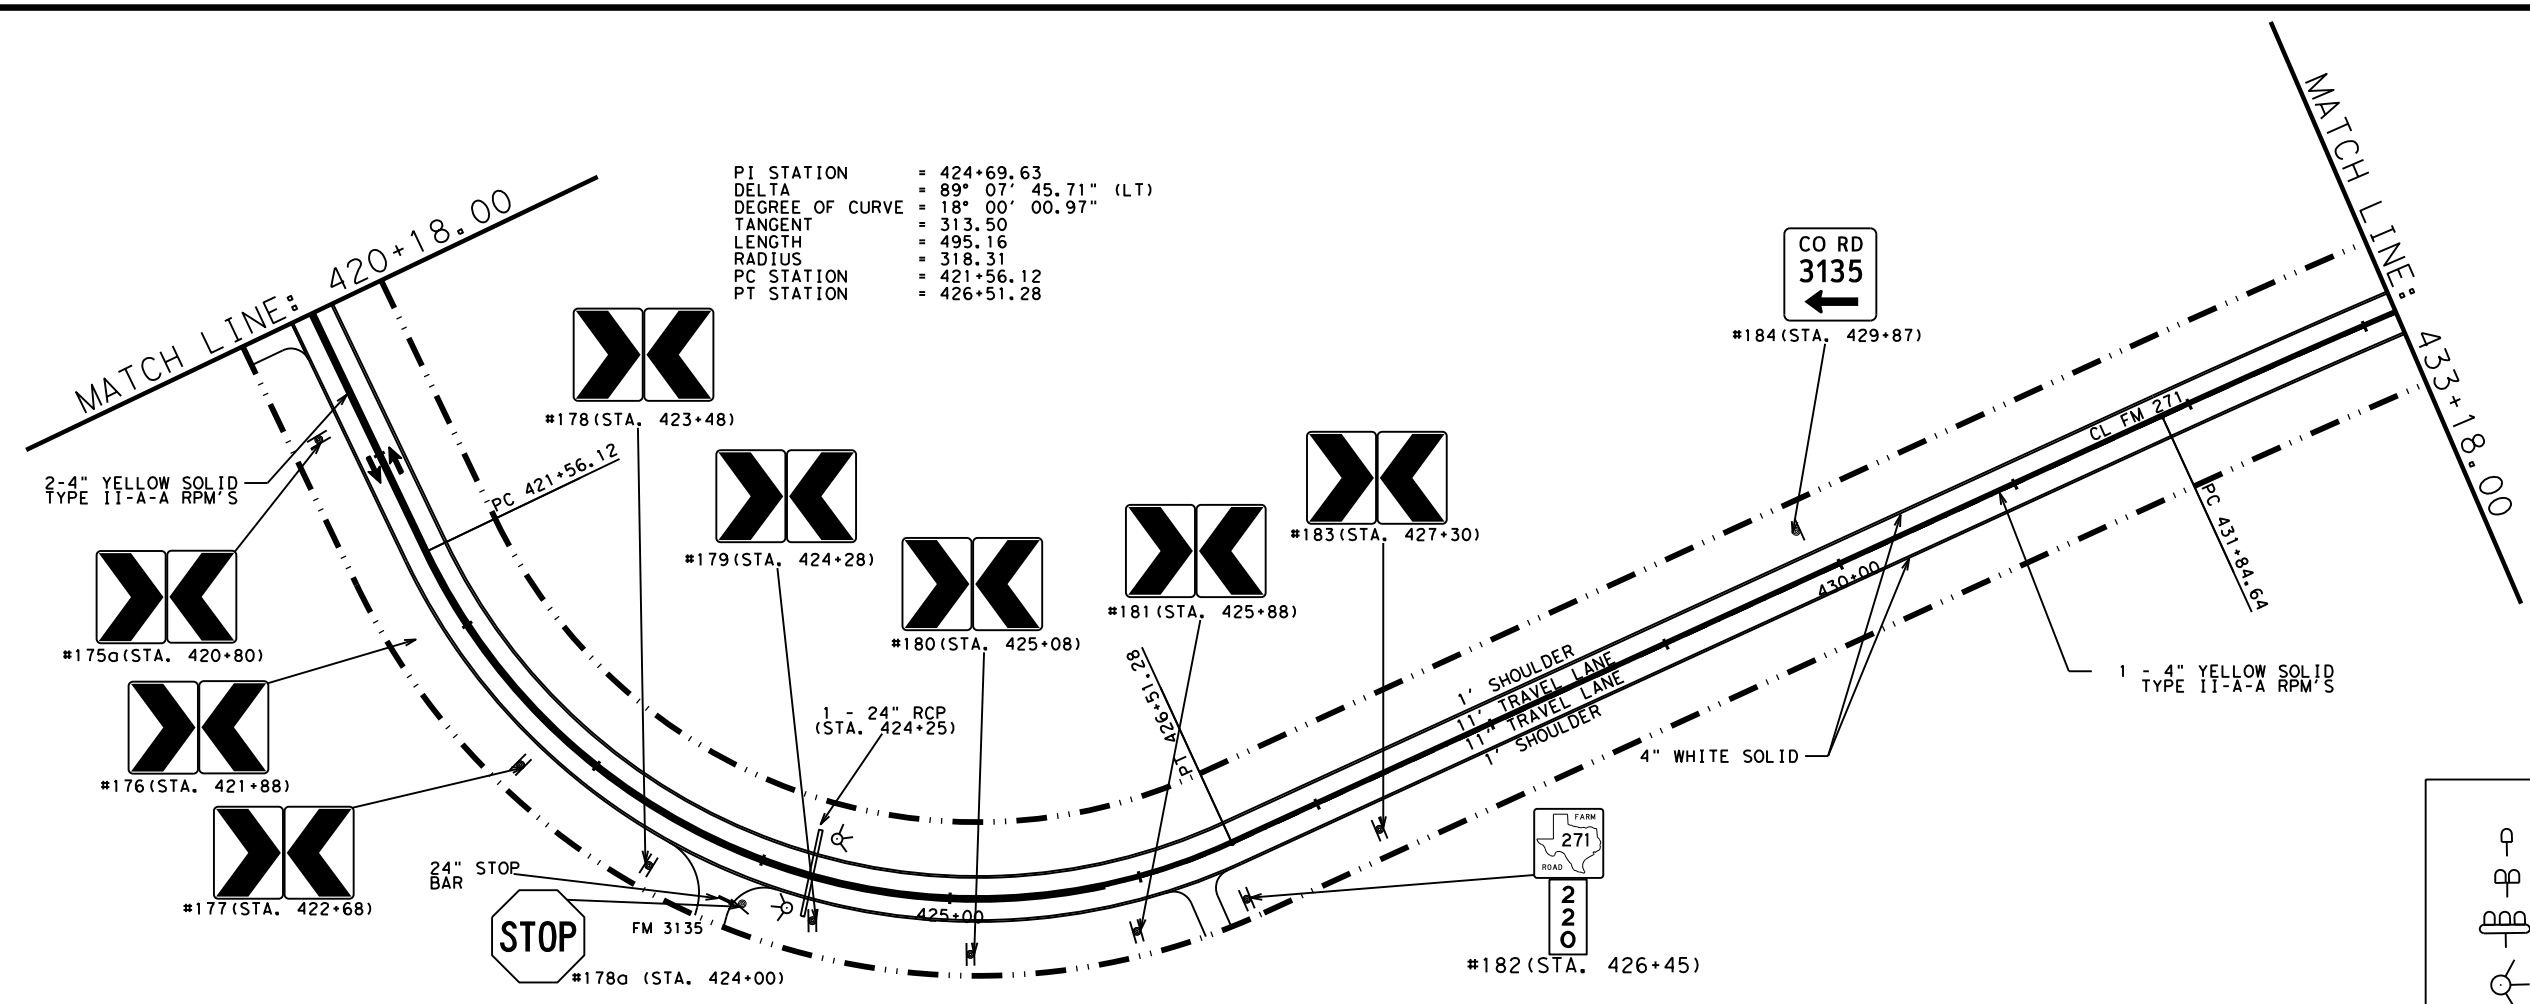 MATCH LINE: 420+18.00
PI STATION = 424+69.63
DELTA = 89° 07' 45.71" (LT)
DEGREE OF CURVE = 18° 00' 00.97"
TANGENT = 313.50
LENGTH = 495.16
RADIUS = 318.31
PC STATION = 421+56.12
PT STATION = 426+51.28
MATCH LINE: 433+18.00
CO RD
3135
#184(STA. 429+87)
#178(STA. 423+48)
CL FM 271
PC 421+56.12
2-4" YELLOW SOLID
TYPE II-A-A RPM'S
#179(STA. 424+28)
#183(STA. 427+30)
PC 431+84.64
430+00
#181(STA. 425+88)
#180(STA. 425+08)
#175a(STA. 420+80)
PT 426+51.28
1' SHOULDER
11' TRAVEL LANE
11' TRAVEL LANE
1' SHOULDER
1 - 4" YELLOW SOLID
TYPE II-A-A RPM'S
1 - 24" RCP
(STA. 424+25)
4" WHITE SOLID
#176(STA. 421+88)
FARM
271
ROAD
24" STOP
BAR
#177(STA. 422+68)
425+00
2
2
0
STOP
FM 3135
#182(STA. 426+45)
#178a (STA. 424+00)